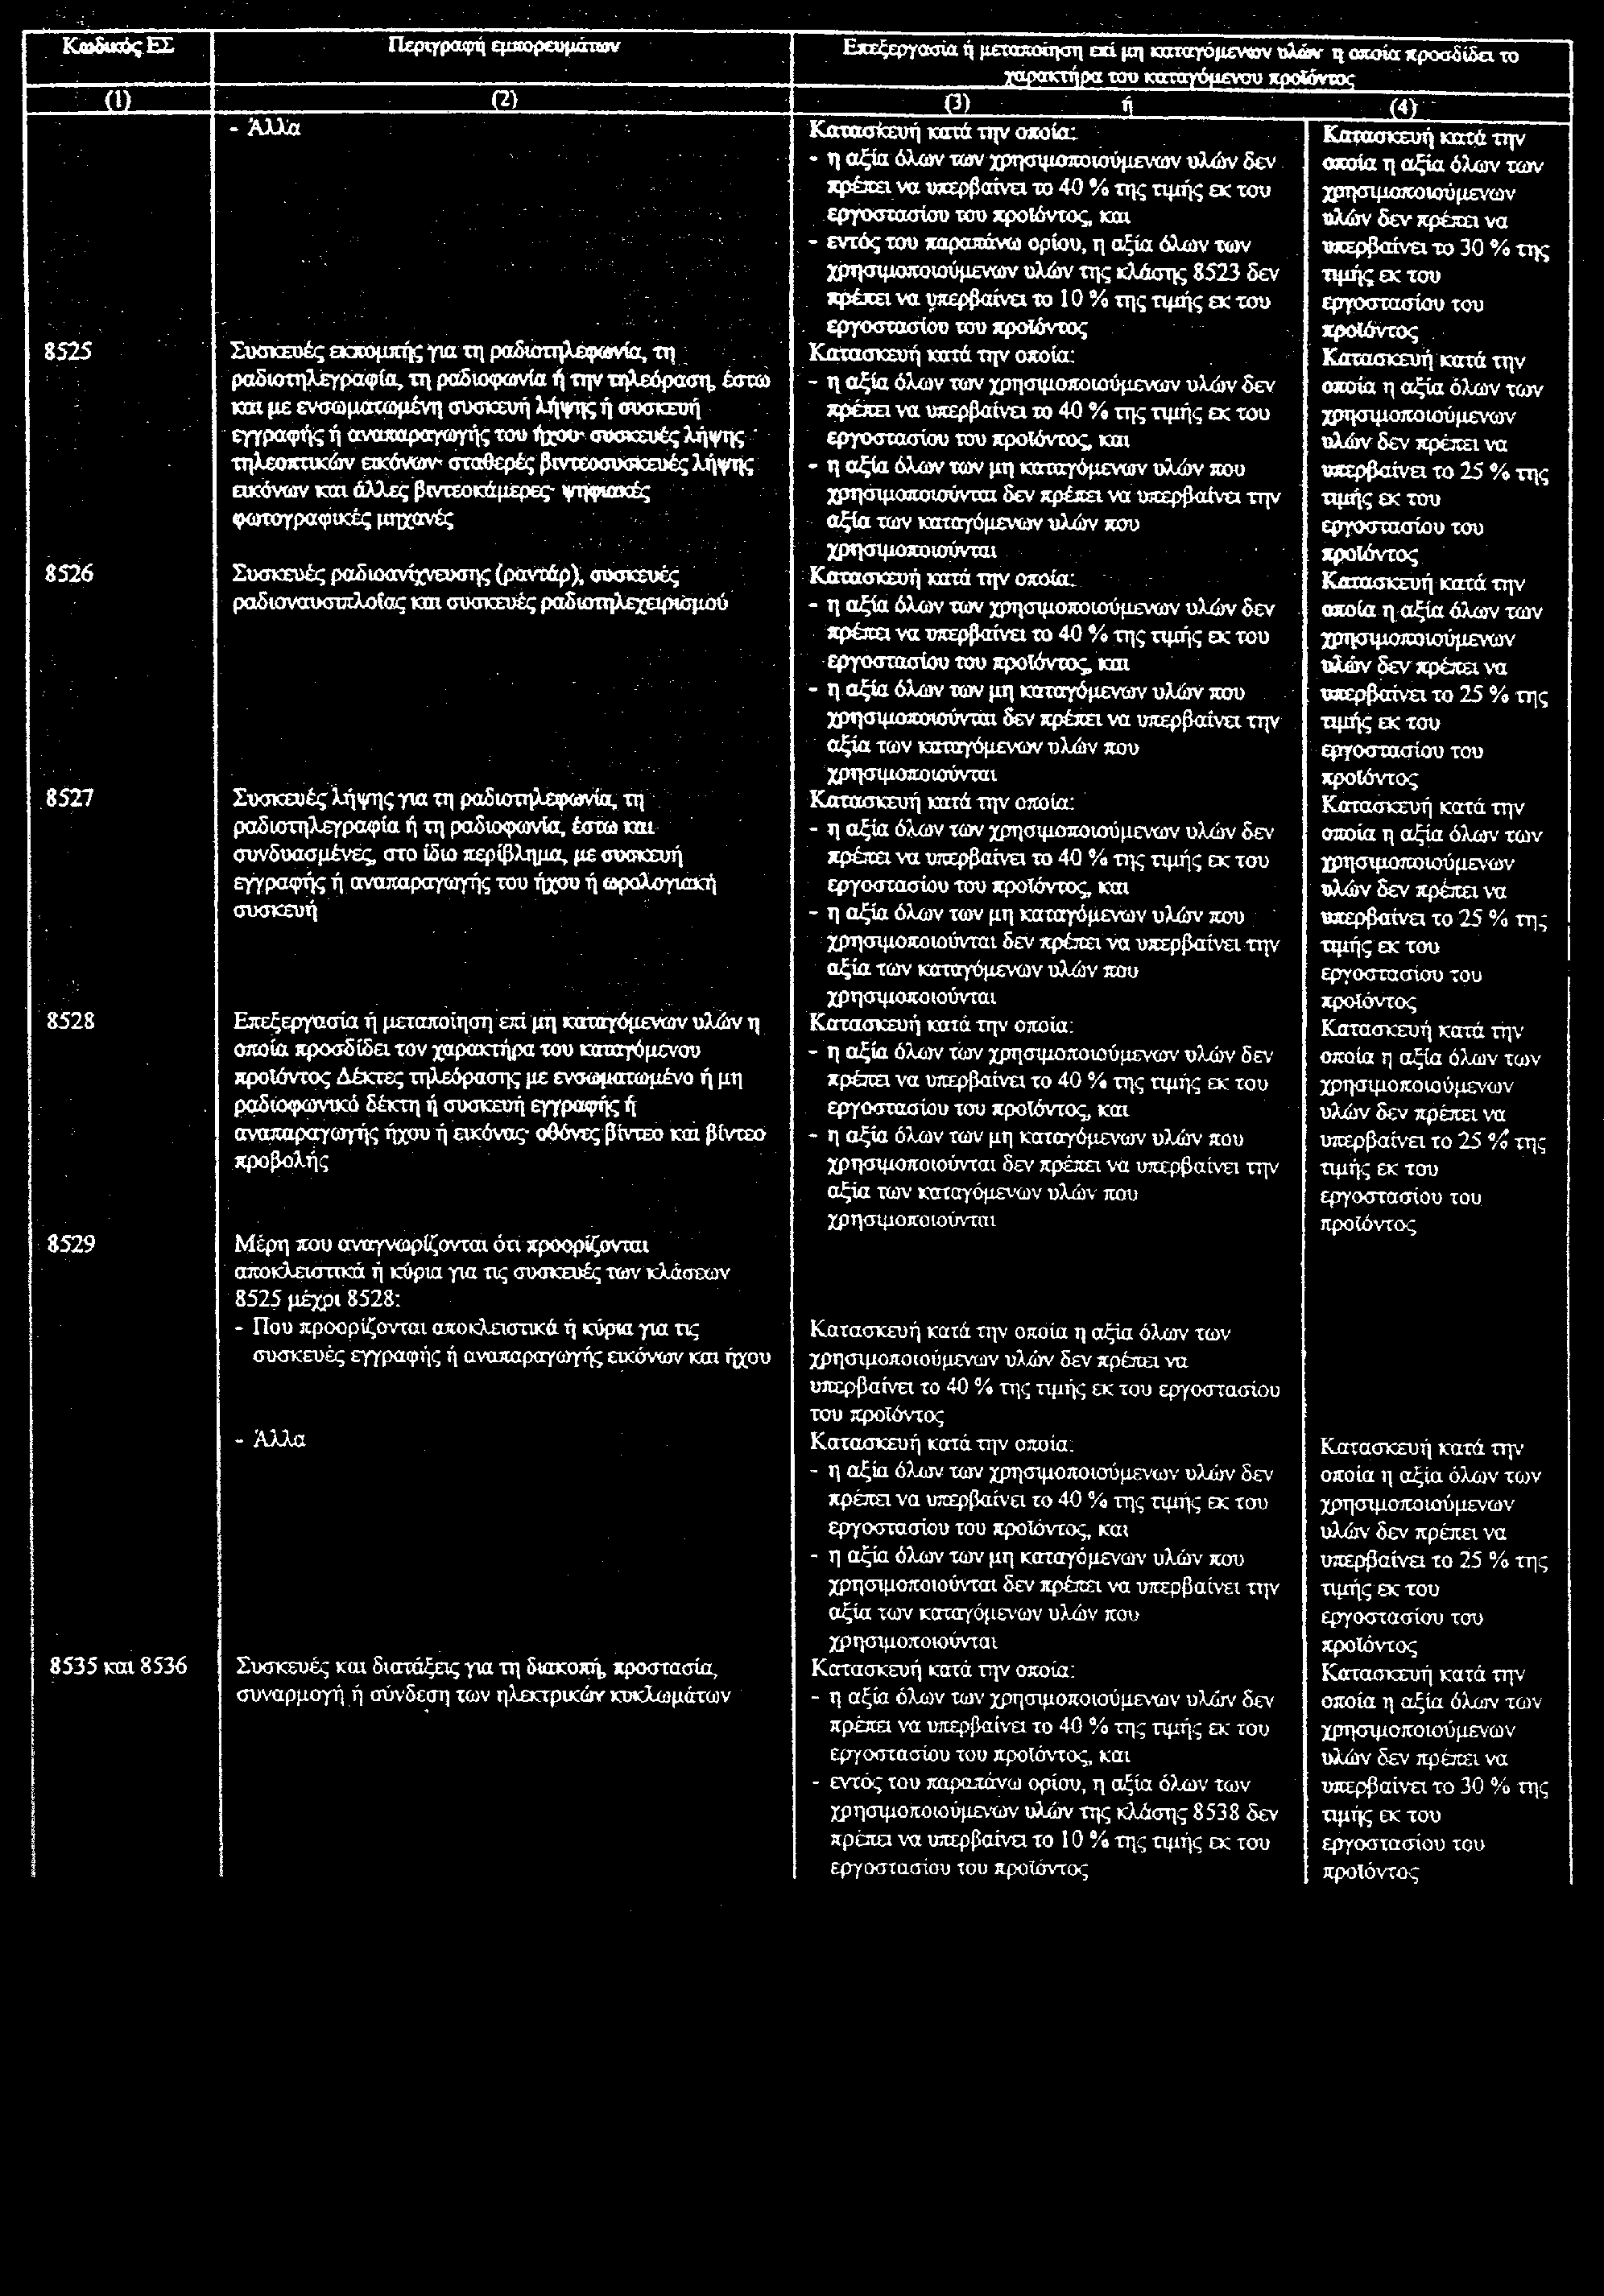 Κωδικός ΕΣ
Περιγραφή εμπορευμάτων
Επεξεργασία ή μεταποίηση επί μη καταγόμενων υλών η οποία προσδίδει το
χαρακτήρα του καταγόμενου προϊόντος
(1)
(2)
(3) ή (4)
- Άλλα
Κατασκευή κατά την οποία:
- η αξία όλων των χρησιμοποιούμενων υλών δεν
πρέπει να υπερβαίνει το 40 % της τιμής εκ του
εργοστασίου του προϊόντος, και
- εντός του παραπάνω ορίου, η αξία όλων των
χρησιμοποιούμενων υλών της κλάσης 8523 δεν
πρέπει να υπερβαίνει το 10 % της τιμής εκ του
εργοστασίου του προϊόντος
Κατασκευή κατά την
οποία η αξία όλων των
χρησιμοποιούμενων
υλών δεν πρέπει να
υπερβαίνει το 30 % της
τιμής εκ του
εργοστασίου του
προϊόντος
8525
Συσκευές εκπομπής για τη ραδιοτηλεφωνία, τη
ραδιοτηλεγραφία, τη ραδιοφωνία ή την τηλεόραση, έστω
και με ενσωματωμένη συσκευή λήψης ή συσκευή
εγγραφής ή αναπαραγωγής του ήχου· συσκευές λήψης
τηλεοπτικών εικόνων· σταθερές βιντεοσυσκευές λήψης
εικόνων και άλλες βιντεοκάμερες· ψηφιακές
φωτογραφικές μηχανές
Κατασκευή κατά την οποία:
- η αξία όλων των χρησιμοποιούμενων υλών δεν
πρέπει να υπερβαίνει το 40 % της τιμής εκ του
εργοστασίου του προϊόντος, και
- η αξία όλων των μη καταγόμενων υλών που
χρησιμοποιούνται δεν πρέπει να υπερβαίνει την
αξία των καταγόμενων υλών που
χρησιμοποιούνται
Κατασκευή κατά την
οποία η αξία όλων των
χρησιμοποιούμενων
υλών δεν πρέπει να
υπερβαίνει το 25 % της
τιμής εκ του
εργοστασίου του
προϊόντος
8526
Συσκευές ραδιοανίχνευσης (ραντάρ), συσκευές
ραδιοναυσιπλοΐας και συσκευές ραδιοτηλεχειρισμού
Κατασκευή κατά την οποία:
- η αξία όλων των χρησιμοποιούμενων υλών δεν
πρέπει να υπερβαίνει το 40 % της τιμής εκ του
εργοστασίου του προϊόντος, και
- η αξία όλων των μη καταγόμενων υλών που
χρησιμοποιούνται δεν πρέπει να υπερβαίνει την
αξία των καταγόμενων υλών που
χρησιμοποιούνται
Κατασκευή κατά την
οποία η αξία όλων των
χρησιμοποιούμενων
υλών δεν πρέπει να
υπερβαίνει το 25 % της
τιμής εκ του
εργοστασίου του
προϊόντος
8527
Συσκευές λήψης για τη ραδιοτηλεφωνία, τη
ραδιοτηλεγραφία ή τη ραδιοφωνία, έστω και
συνδυασμένες, στο ίδιο περίβλημα, με συσκευή
εγγραφής ή αναπαραγωγής του ήχου ή ωρολογιακή
συσκευή
Κατασκευή κατά την οποία:
- η αξία όλων των χρησιμοποιούμενων υλών δεν
πρέπει να υπερβαίνει το 40 % της τιμής εκ του
εργοστασίου του προϊόντος, και
- η αξία όλων των μη καταγόμενων υλών που
χρησιμοποιούνται δεν πρέπει να υπερβαίνει την
αξία των καταγόμενων υλών που
χρησιμοποιούνται
Κατασκευή κατά την
οποία η αξία όλων των
χρησιμοποιούμενων
υλών δεν πρέπει να
υπερβαίνει το 25 % της
τιμής εκ του
εργοστασίου του
προϊόντος
8528
Επεξεργασία ή μεταποίηση επί μη καταγόμενων υλών η
οποία προσδίδει τον χαρακτήρα του καταγόμενου
προϊόντος Δέκτες τηλεόρασης με ενσωματωμένο ή μη
ραδιοφωνικό δέκτη ή συσκευή εγγραφής ή
αναπαραγωγής ήχου ή εικόνας· οθόνες βίντεο και βίντεο
προβολής
Κατασκευή κατά την οποία:
- η αξία όλων των χρησιμοποιούμενων υλών δεν
πρέπει να υπερβαίνει το 40 % της τιμής εκ του
εργοστασίου του προϊόντος, και
- η αξία όλων των μη καταγόμενων υλών που
χρησιμοποιούνται δεν πρέπει να υπερβαίνει την
αξία των καταγόμενων υλών που
χρησιμοποιούνται
Κατασκευή κατά την
οποία η αξία όλων των
χρησιμοποιούμενων
υλών δεν πρέπει να
υπερβαίνει το 25 % της
τιμής εκ του
εργοστασίου του
προϊόντος
8529
Μέρη που αναγνωρίζονται ότι προορίζονται
αποκλειστικά ή κύρια για τις συσκευές των κλάσεων
8525 μέχρι 8528:
- Που προορίζονται αποκλειστικά ή κύρια για τις
συσκευές εγγραφής ή αναπαραγωγής εικόνων και ήχου
Κατασκευή κατά την οποία η αξία όλων των
χρησιμοποιούμενων υλών δεν πρέπει να
υπερβαίνει το 40 % της τιμής εκ του εργοστασίου
του προϊόντος
- Άλλα
Κατασκευή κατά την οποία:
- η αξία όλων των χρησιμοποιούμενων υλών δεν
πρέπει να υπερβαίνει το 40 % της τιμής εκ του
εργοστασίου του προϊόντος, και
- η αξία όλων των μη καταγόμενων υλών που
χρησιμοποιούνται δεν πρέπει να υπερβαίνει την
αξία των καταγόμενων υλών που
χρησιμοποιούνται
Κατασκευή κατά την
οποία η αξία όλων των
χρησιμοποιούμενων
υλών δεν πρέπει να
υπερβαίνει το 25 % της
τιμής εκ του
εργοστασίου του
προϊόντος
8535 και 8536
Συσκευές και διατάξεις για τη διακοπή, προστασία,
συναρμογή ή σύνδεση των ηλεκτρικών κυκλωμάτων
Κατασκευή κατά την οποία:
- η αξία όλων των χρησιμοποιούμενων υλών δεν
πρέπει να υπερβαίνει το 40 % της τιμής εκ του
εργοστασίου του προϊόντος, και
- εντός του παραπάνω ορίου, η αξία όλων των
χρησιμοποιούμενων υλών της κλάσης 8538 δεν
πρέπει να υπερβαίνει το 10 % της τιμής εκ του
εργοστασίου του προϊόντος
Κατασκευή κατά την
οποία η αξία όλων των
χρησιμοποιούμενων
υλών δεν πρέπει να
υπερβαίνει το 30 % της
τιμής εκ του
εργοστασίου του
προϊόντος